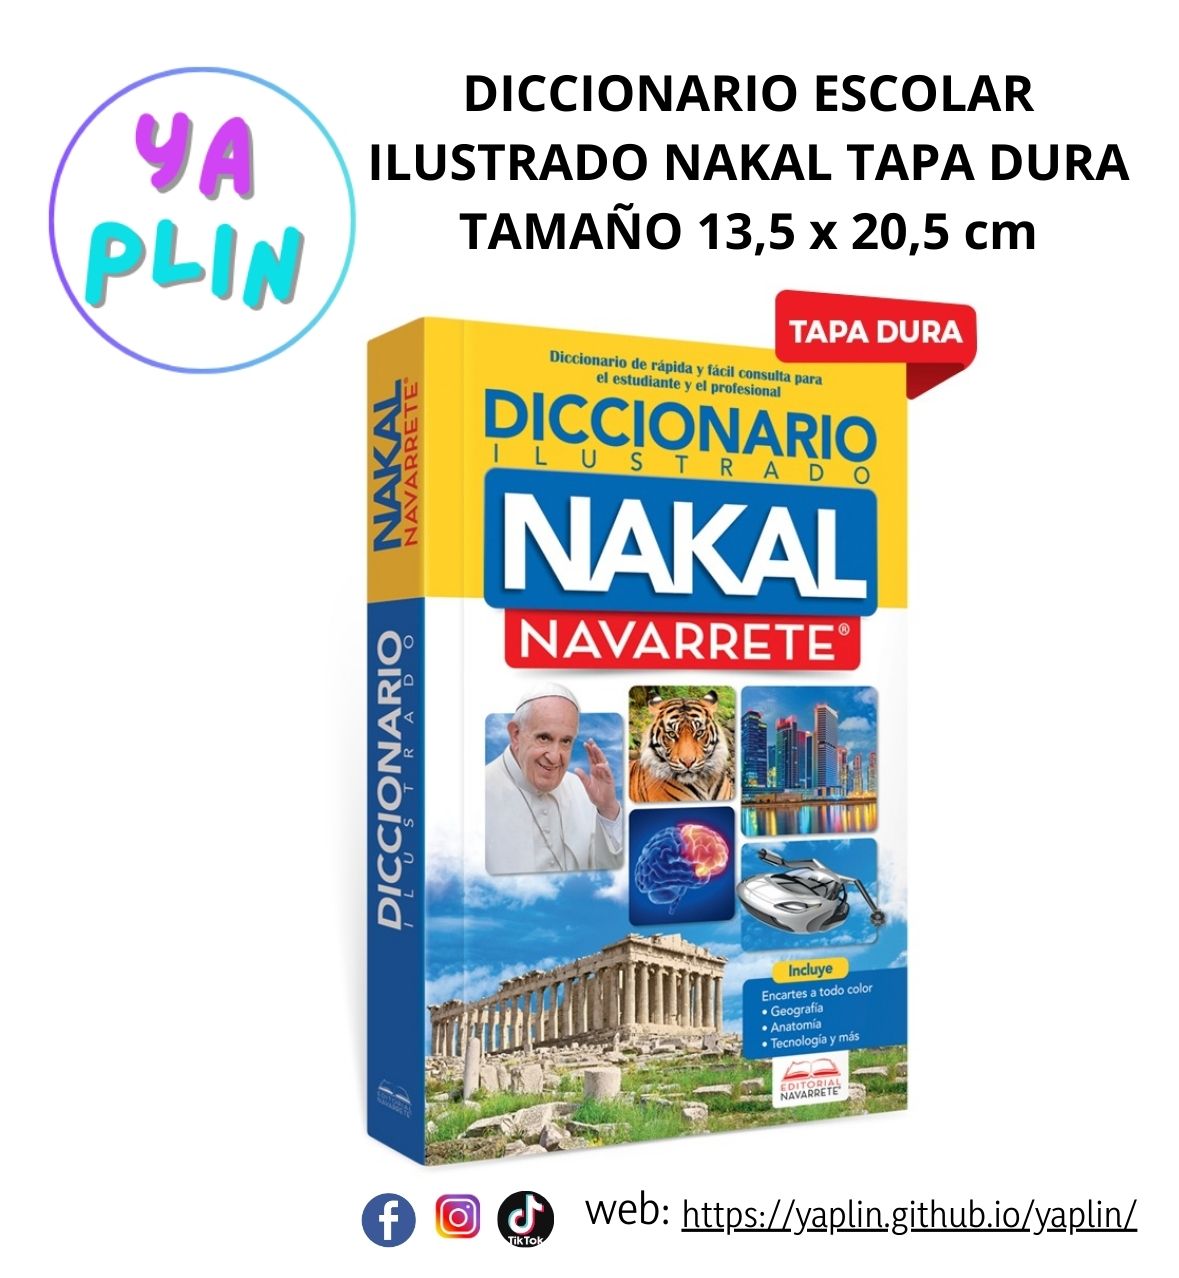 YA
PLIN
DICCIONARIO ESCOLAR
ILUSTRADO NAKAL TAPA DURA
TAMAÑO 13,5 x 20,5 cm
TAPA DURA
Diccionario de rápida y fácil consulta para
el estudiante y el profesional
DICCIONARIO
ILUSTRADO
NAKAL
NAVARRETE®
NAKAL
NAVARRETE®
DICCIONARIO
ILUSTRADO
EDITORIAL
NAVARRETE®
Incluye
Encartes a todo color
• Geografía
• Anatomía
• Tecnología y más
EDITORIAL
NAVARRETE®
TikTok
web: https://yaplin.github.io/yaplin/